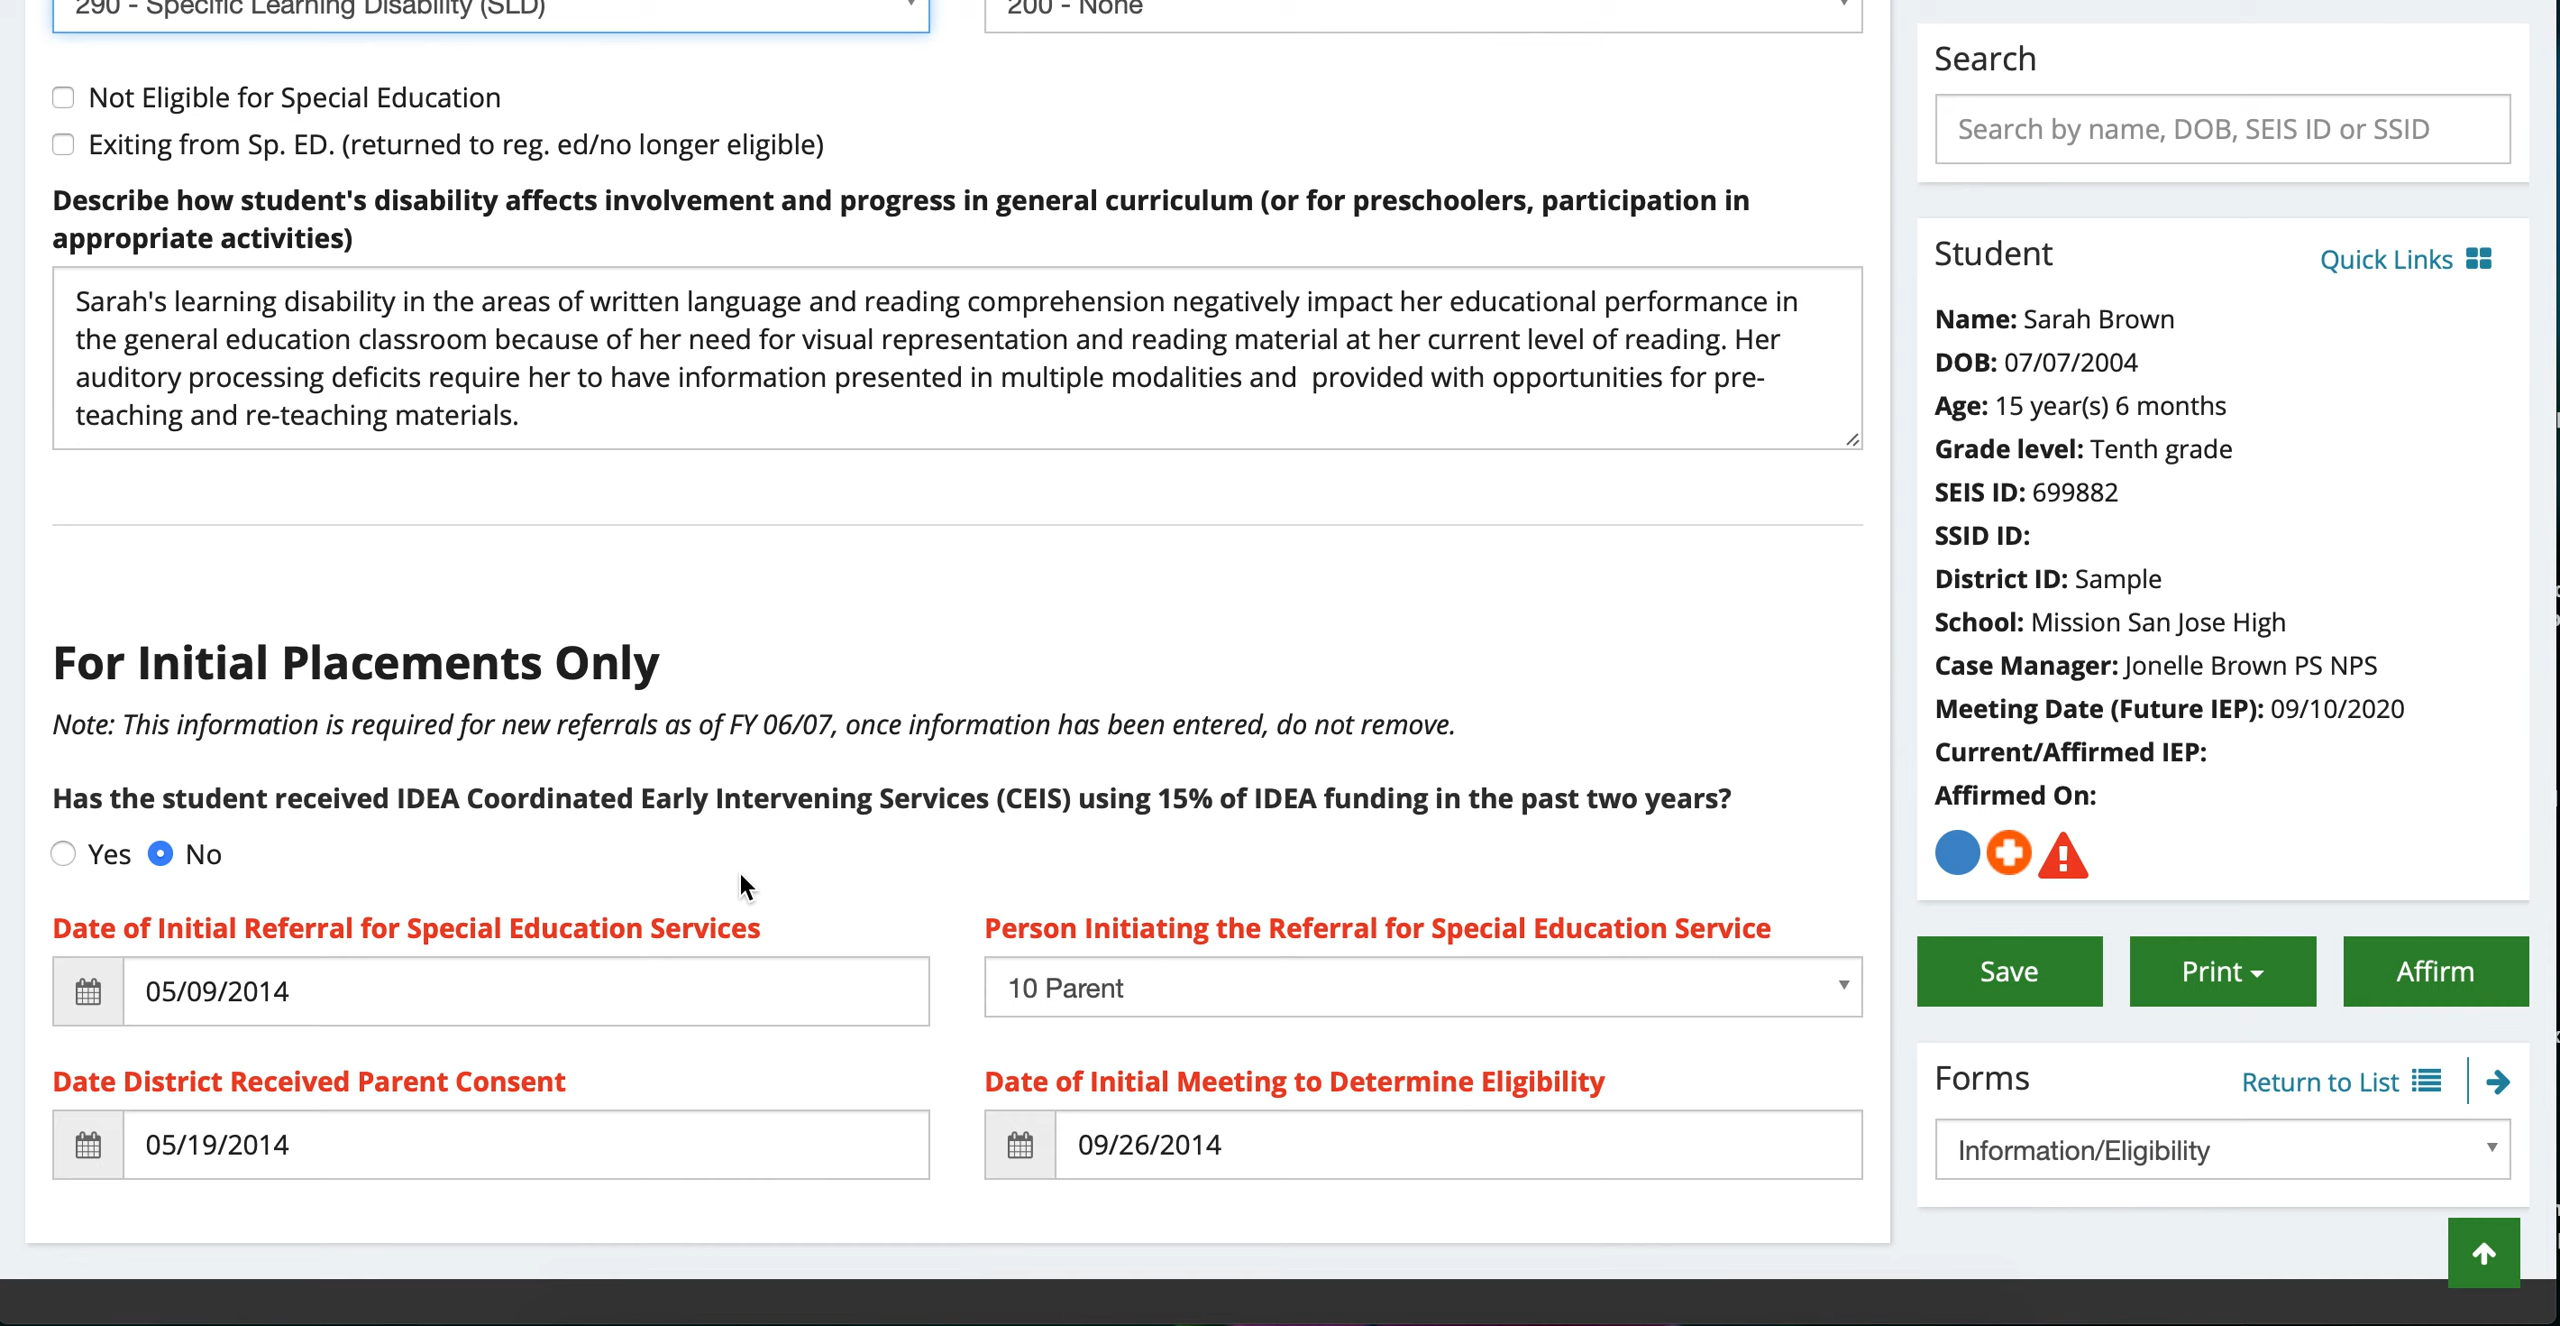 290 - Specific Learning Disability (SLD)
200 - None
Not Eligible for Special Education
Exiting from Sp. ED. (returned to reg. ed/no longer eligible)
Describe how student's disability affects involvement and progress in general curriculum (or for preschoolers, participation in
appropriate activities)
Sarah's learning disability in the areas of written language and reading comprehension negatively impact her educational performance in
the general education classroom because of her need for visual representation and reading material at her current level of reading. Her
auditory processing deficits require her to have information presented in multiple modalities and  provided with opportunities for pre-
teaching and re-teaching materials.
For Initial Placements Only
Note: This information is required for new referrals as of FY 06/07, once information has been entered, do not remove.
Has the student received IDEA Coordinated Early Intervening Services (CEIS) using 15% of IDEA funding in the past two years?
Yes No
Date of Initial Referral for Special Education Services
05/09/2014
Person Initiating the Referral for Special Education Service
10 Parent
Date District Received Parent Consent
05/19/2014
Date of Initial Meeting to Determine Eligibility
09/26/2014
Search
Search by name, DOB, SEIS ID or SSID
Student
Quick Links
Name: Sarah Brown
DOB: 07/07/2004
Age: 15 year(s) 6 months
Grade level: Tenth grade
SEIS ID: 699882
SSID ID:
District ID: Sample
School: Mission San Jose High
Case Manager: Jonelle Brown PS NPS
Meeting Date (Future IEP): 09/10/2020
Current/Affirmed IEP:
Affirmed On:
Save
Print
Affirm
Forms
Return to List
Information/Eligibility